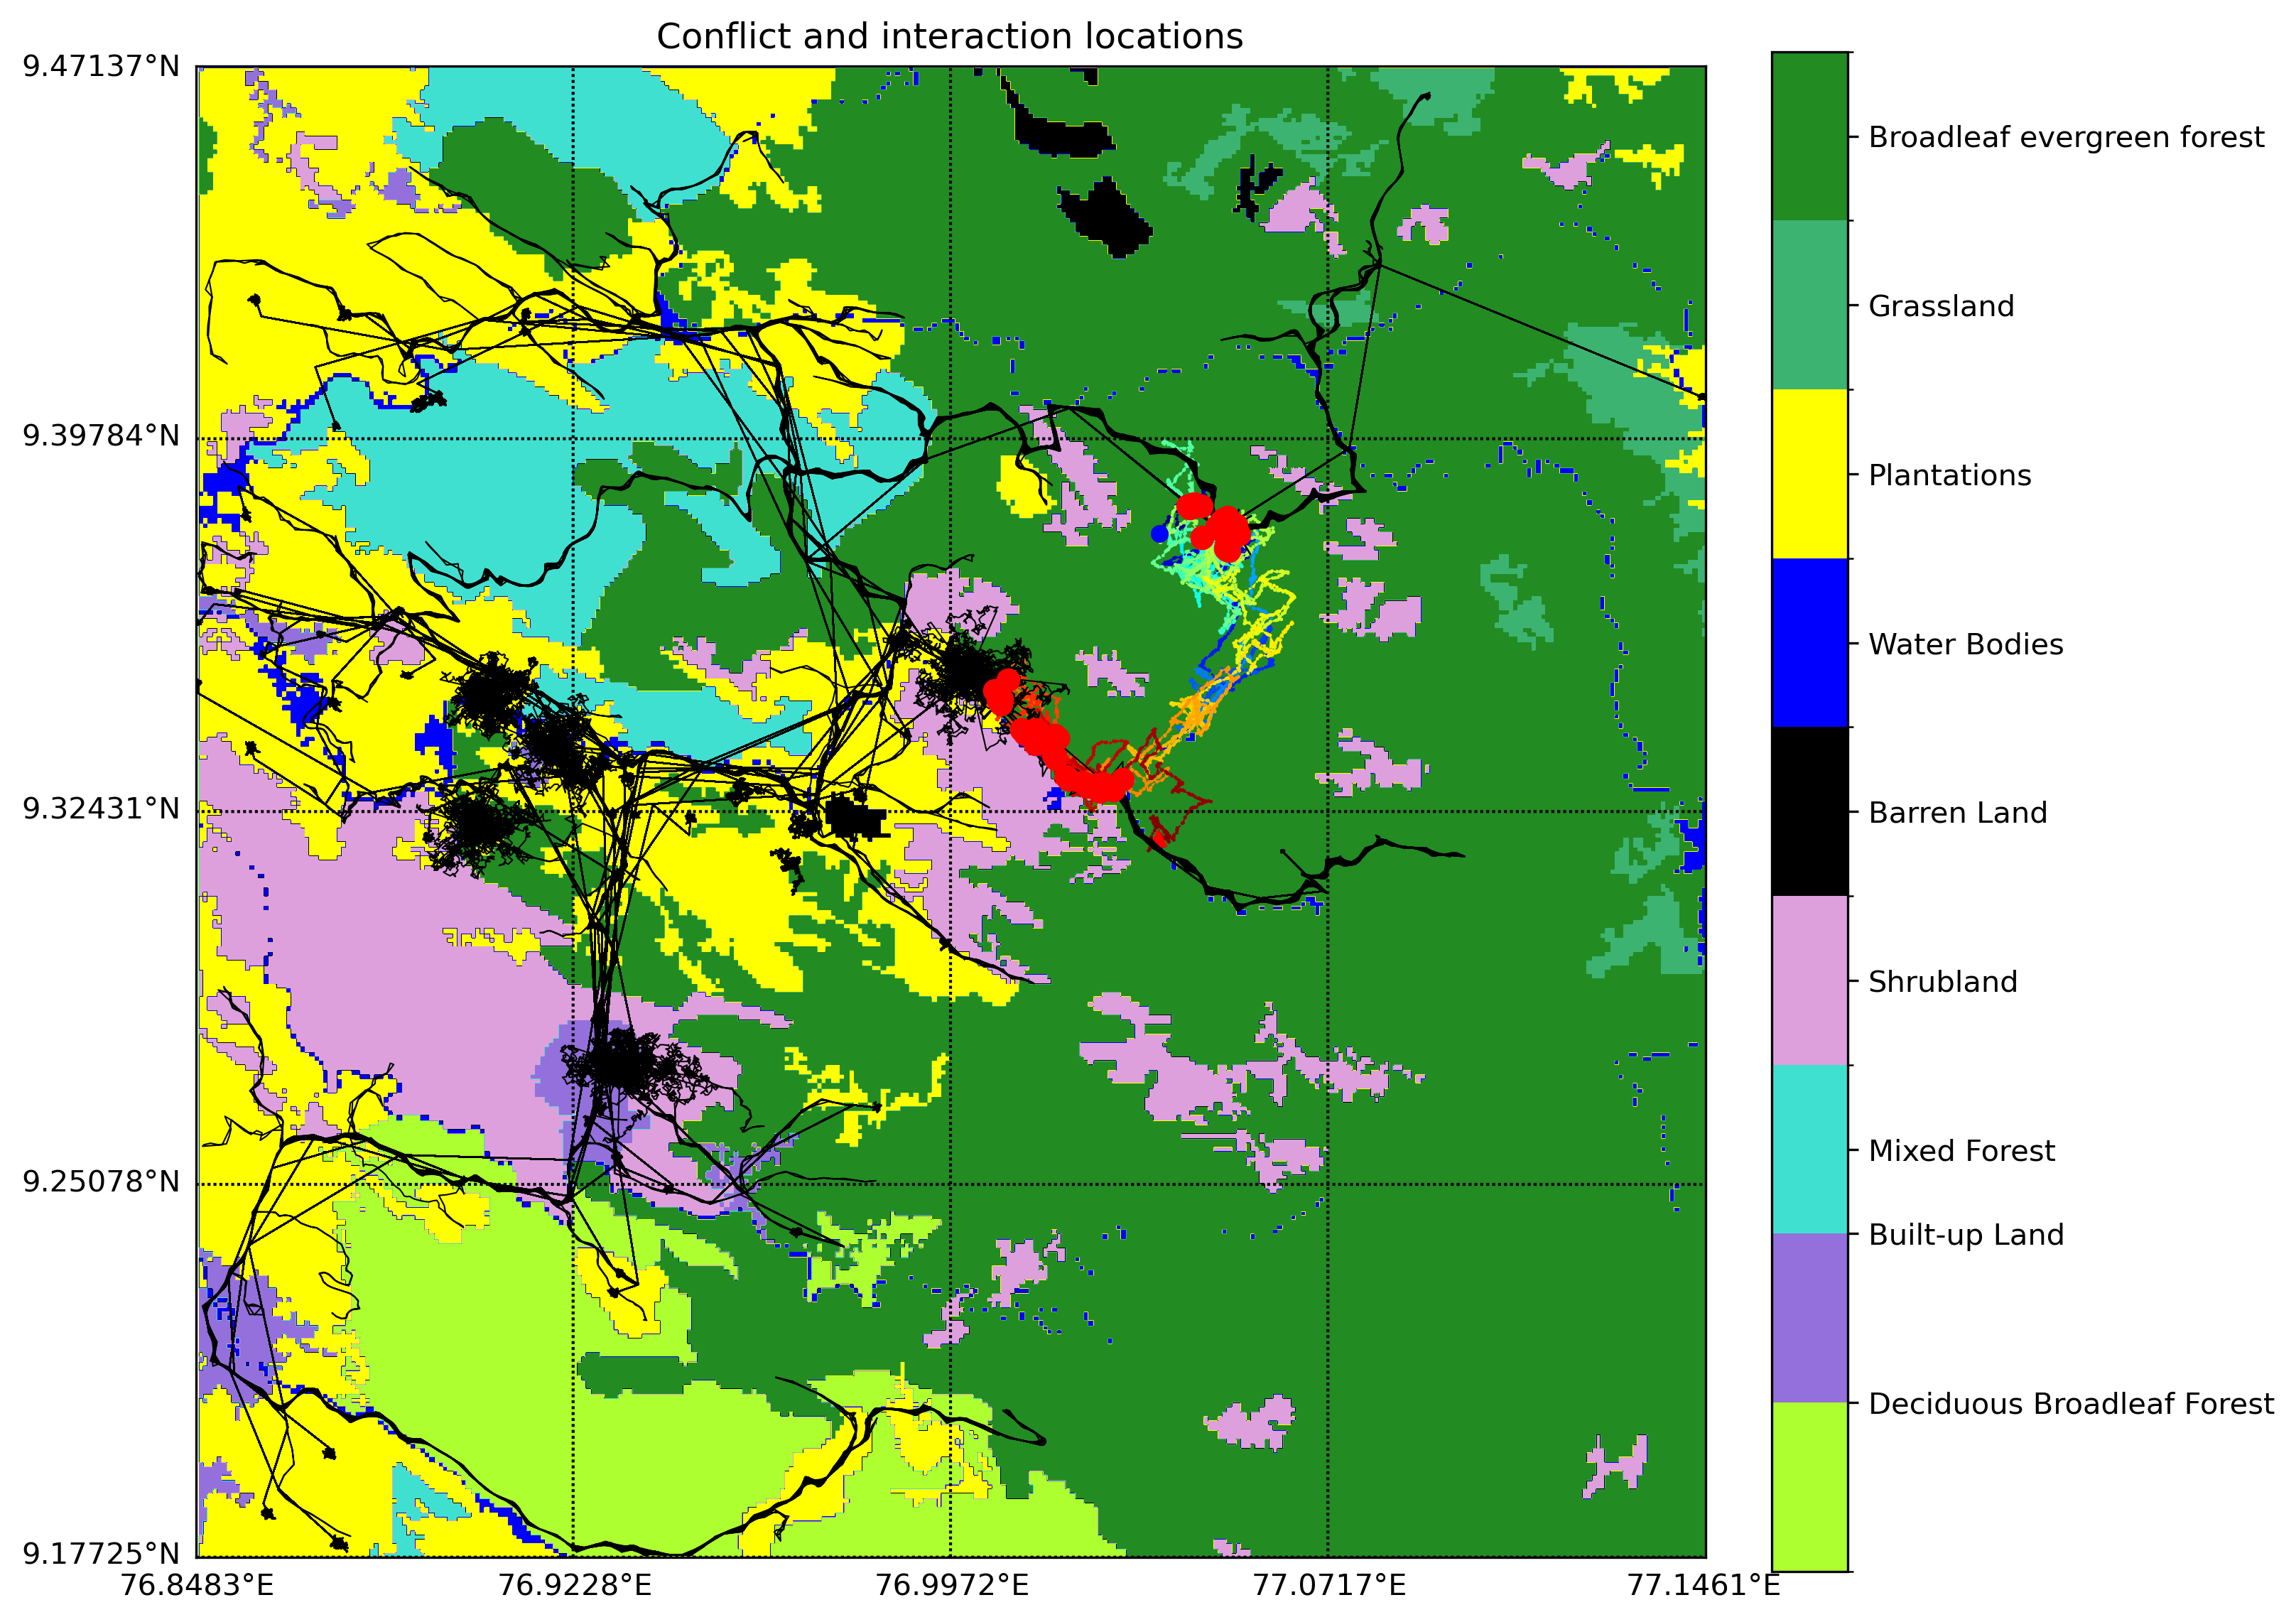 Conflict and interaction locations
9.47137°N
9.39784°N
9.32431°N
9.25078°N
9.17725°N
76.8483°E
76.9228°E
76.9972°E
77.0717°E
77.1461°E
Broadleaf evergreen forest
Grassland
Plantations
Water Bodies
Barren Land
Shrubland
Mixed Forest
Built-up Land
Deciduous Broadleaf Forest